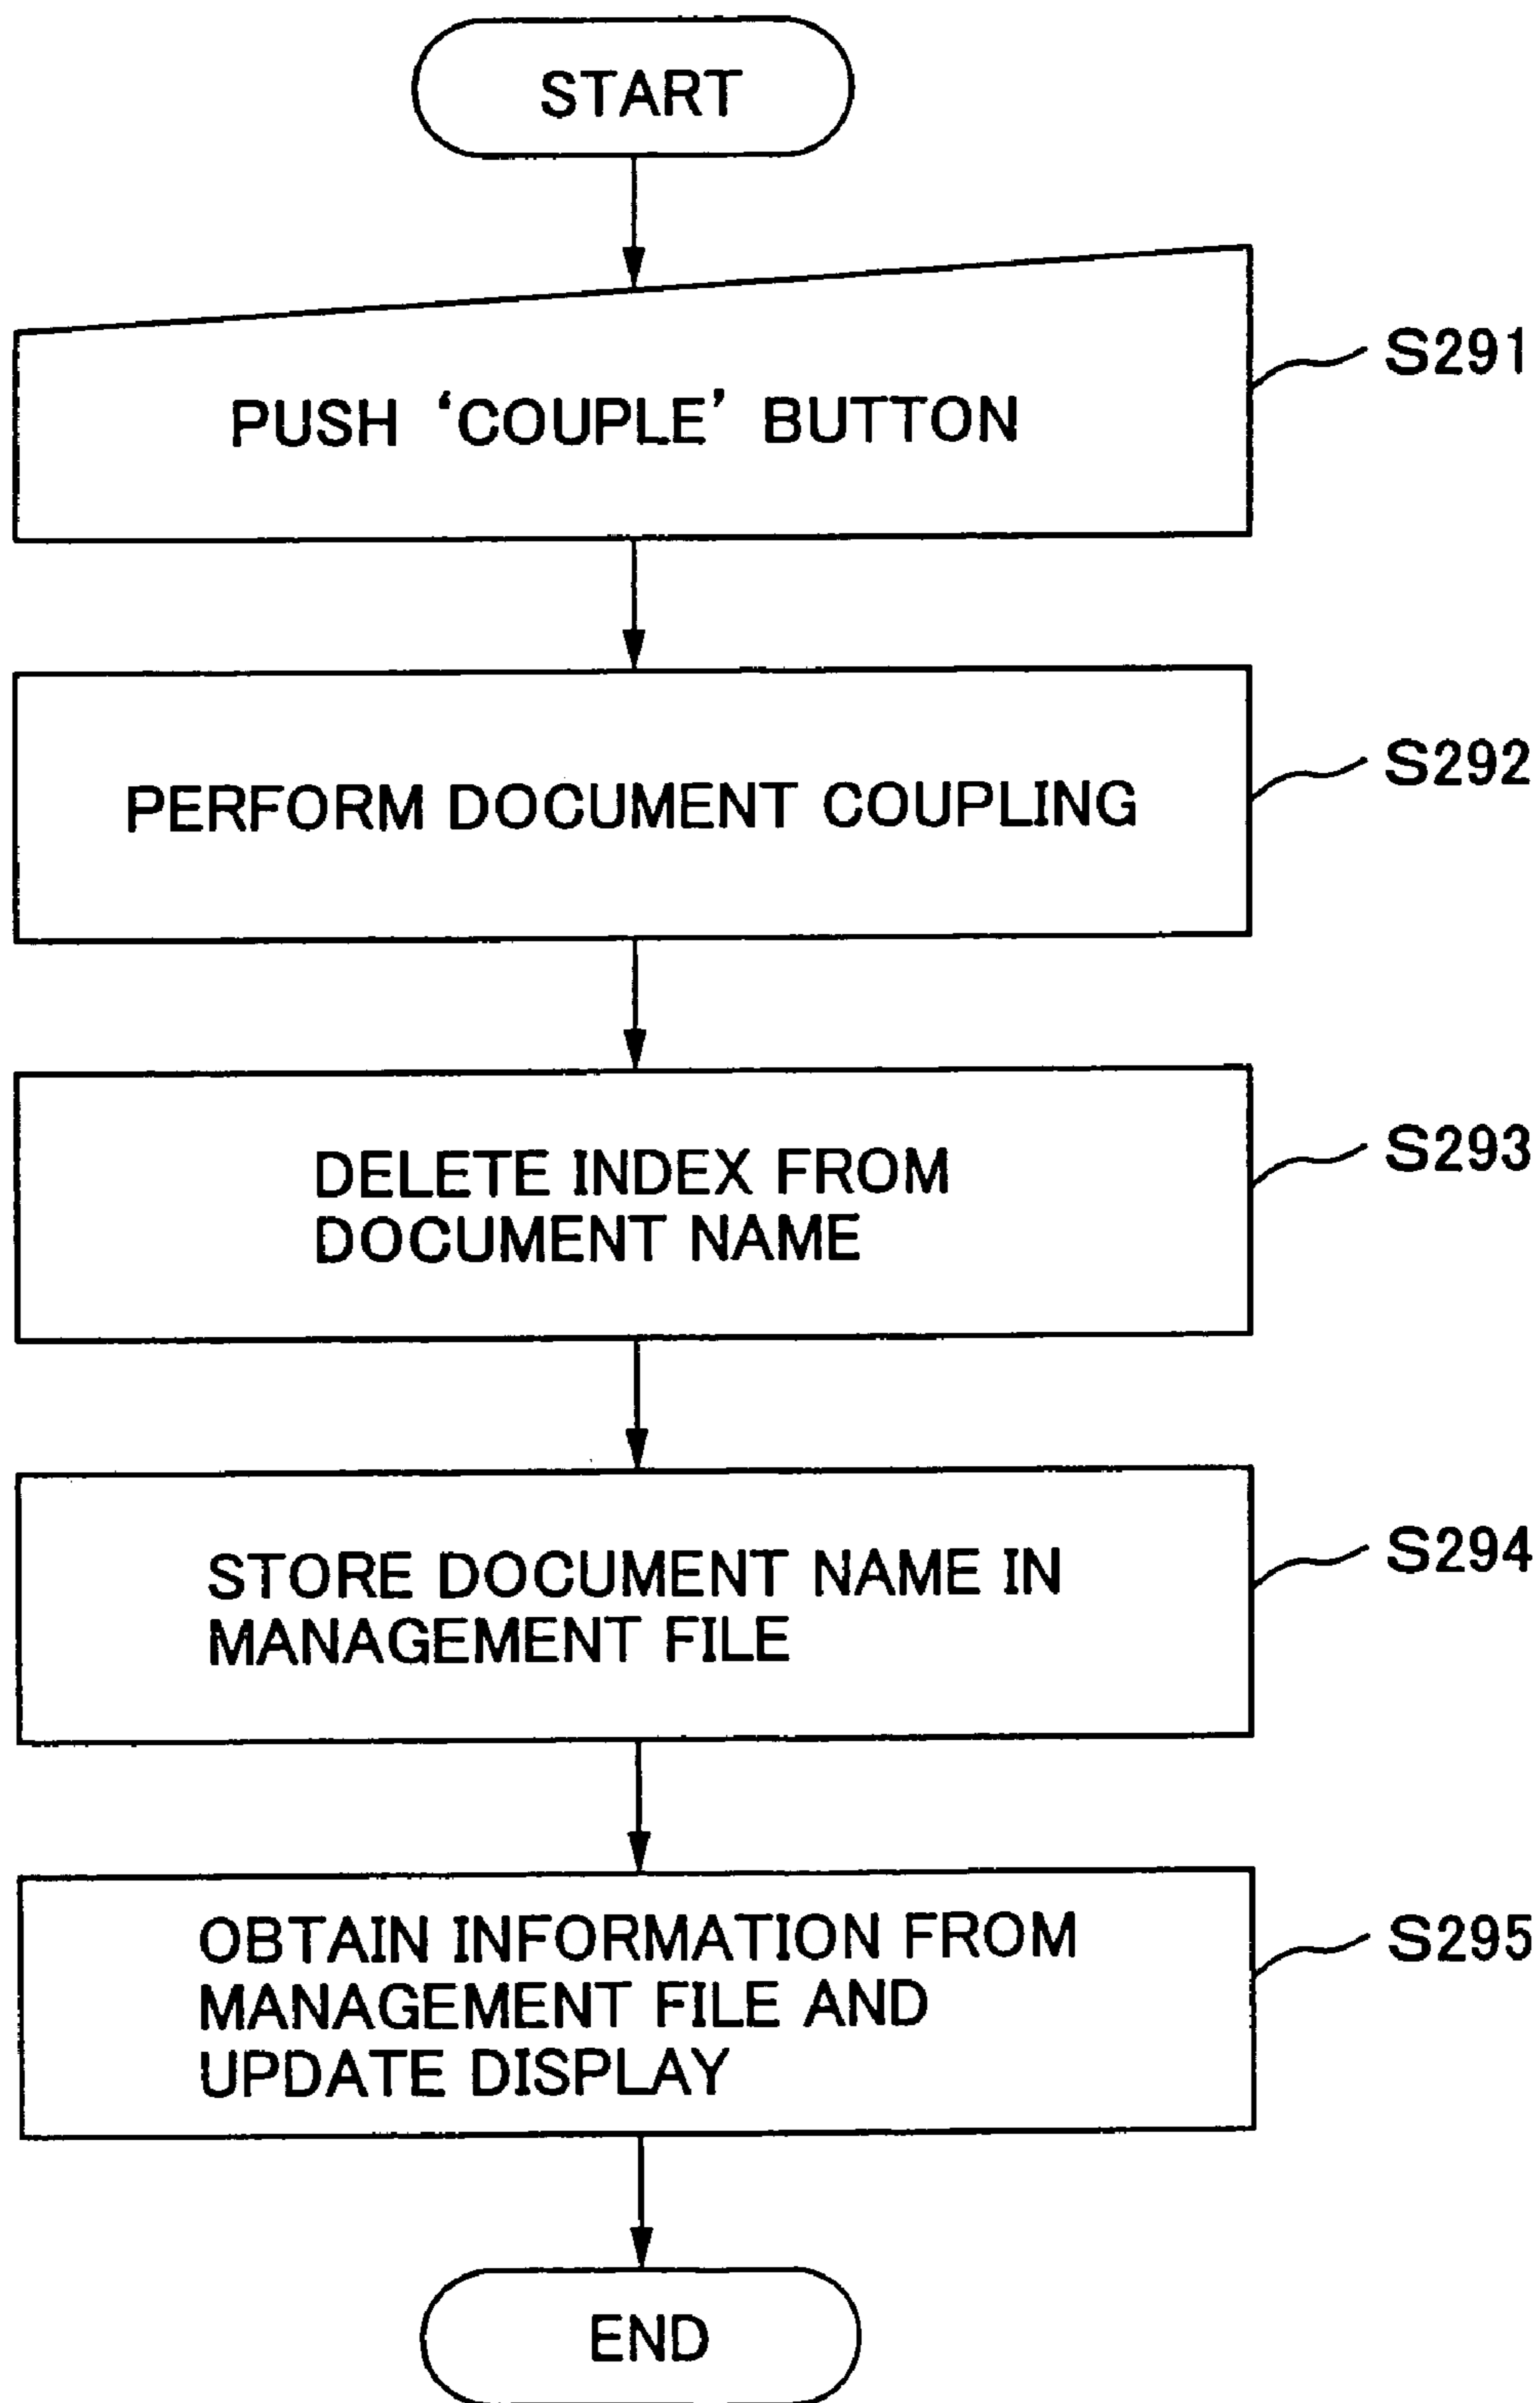 START
PUSH ‘COUPLE’ BUTTON
S291
PERFORM DOCUMENT COUPLING
S292
DELETE INDEX FROM
DOCUMENT NAME
S293
STORE DOCUMENT NAME IN
MANAGEMENT FILE
S294
OBTAIN INFORMATION FROM
MANAGEMENT FILE AND
UPDATE DISPLAY
S295
END